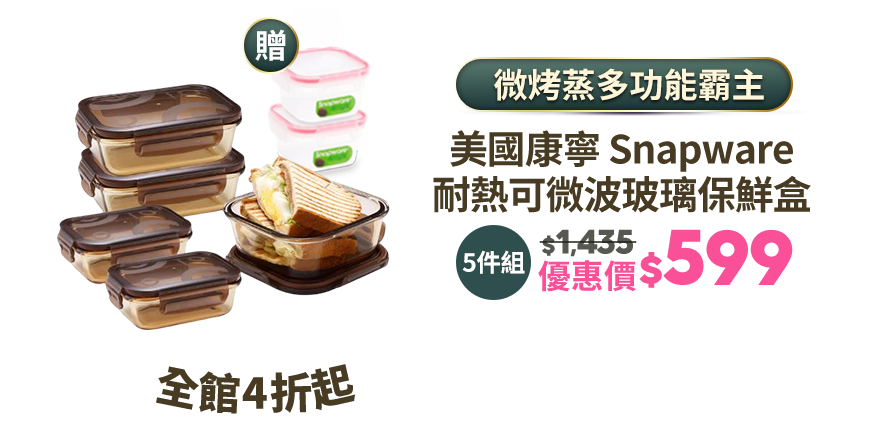 贈
Snapware
Snapware
微烤蒸多功能霸主
美國康寧 Snapware
耐熱可微波玻璃保鮮盒
5件組
$1,435
優惠價$599
全館4折起